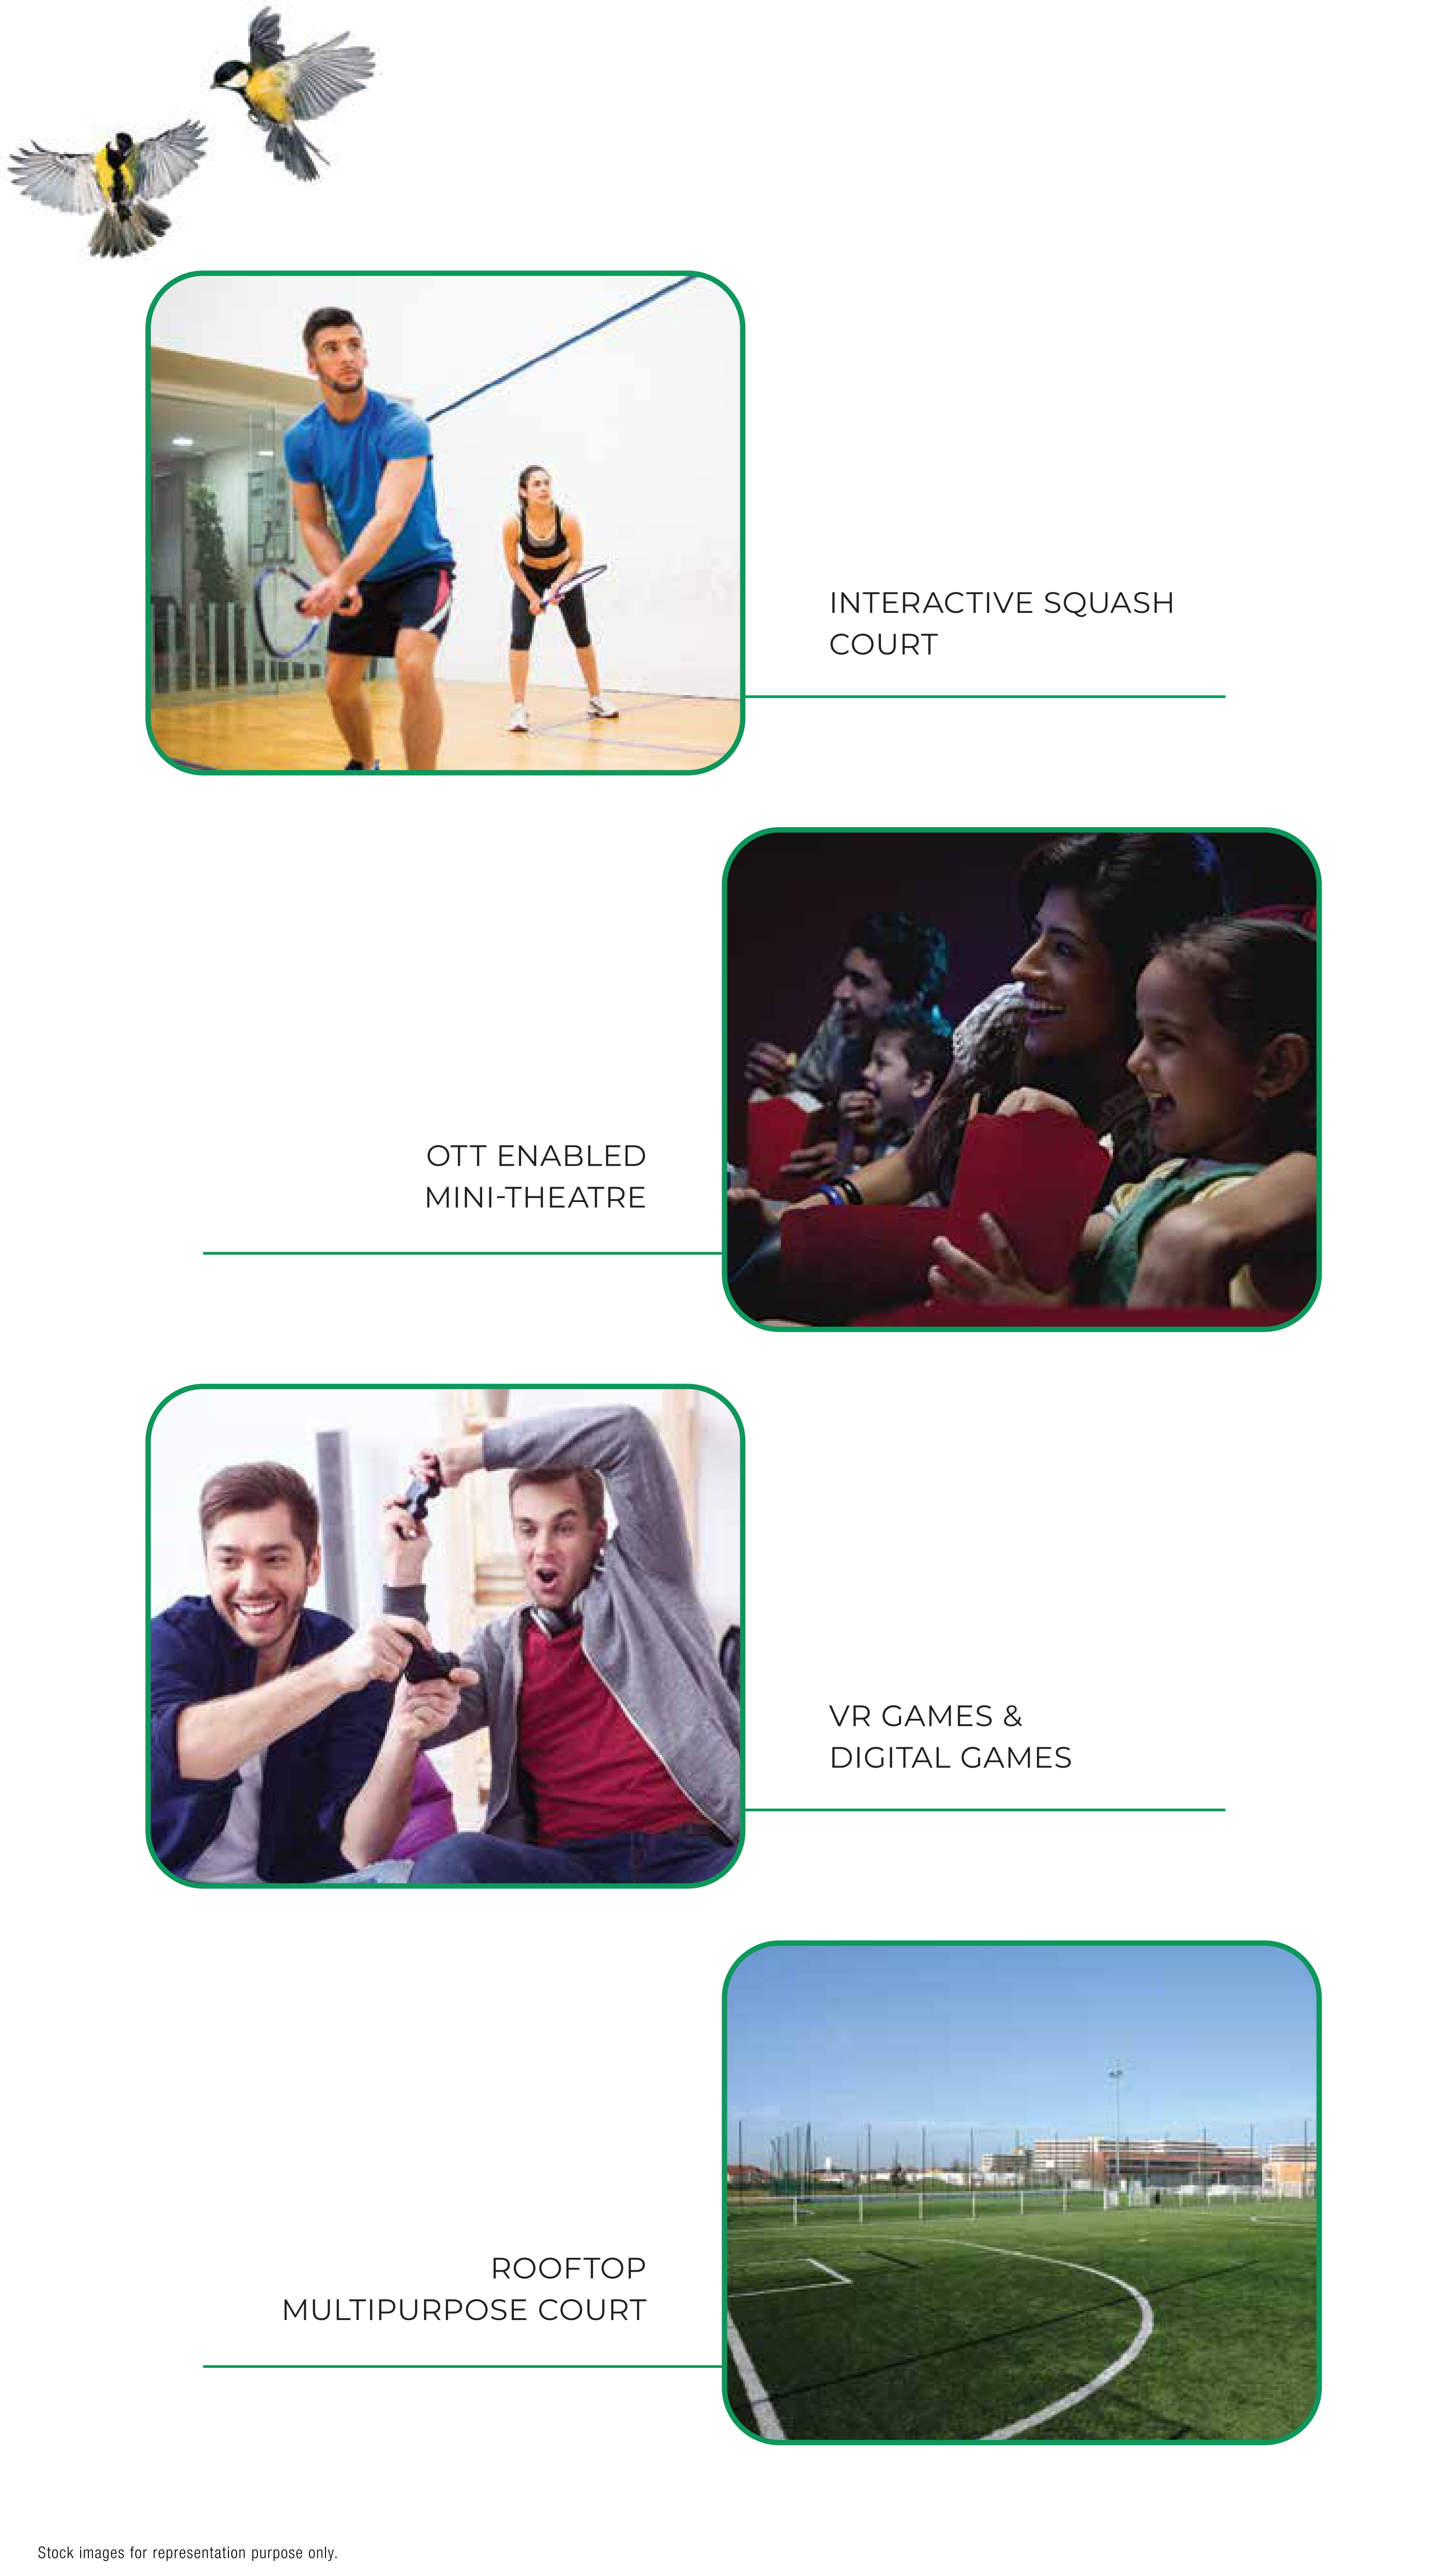 INTERACTIVE SQUASH
COURT
OTT ENABLED
MINI-THEATRE
VR GAMES &
DIGITAL GAMES
ROOFTOP
MULTIPURPOSE COURT
Stock images for representation purpose only.